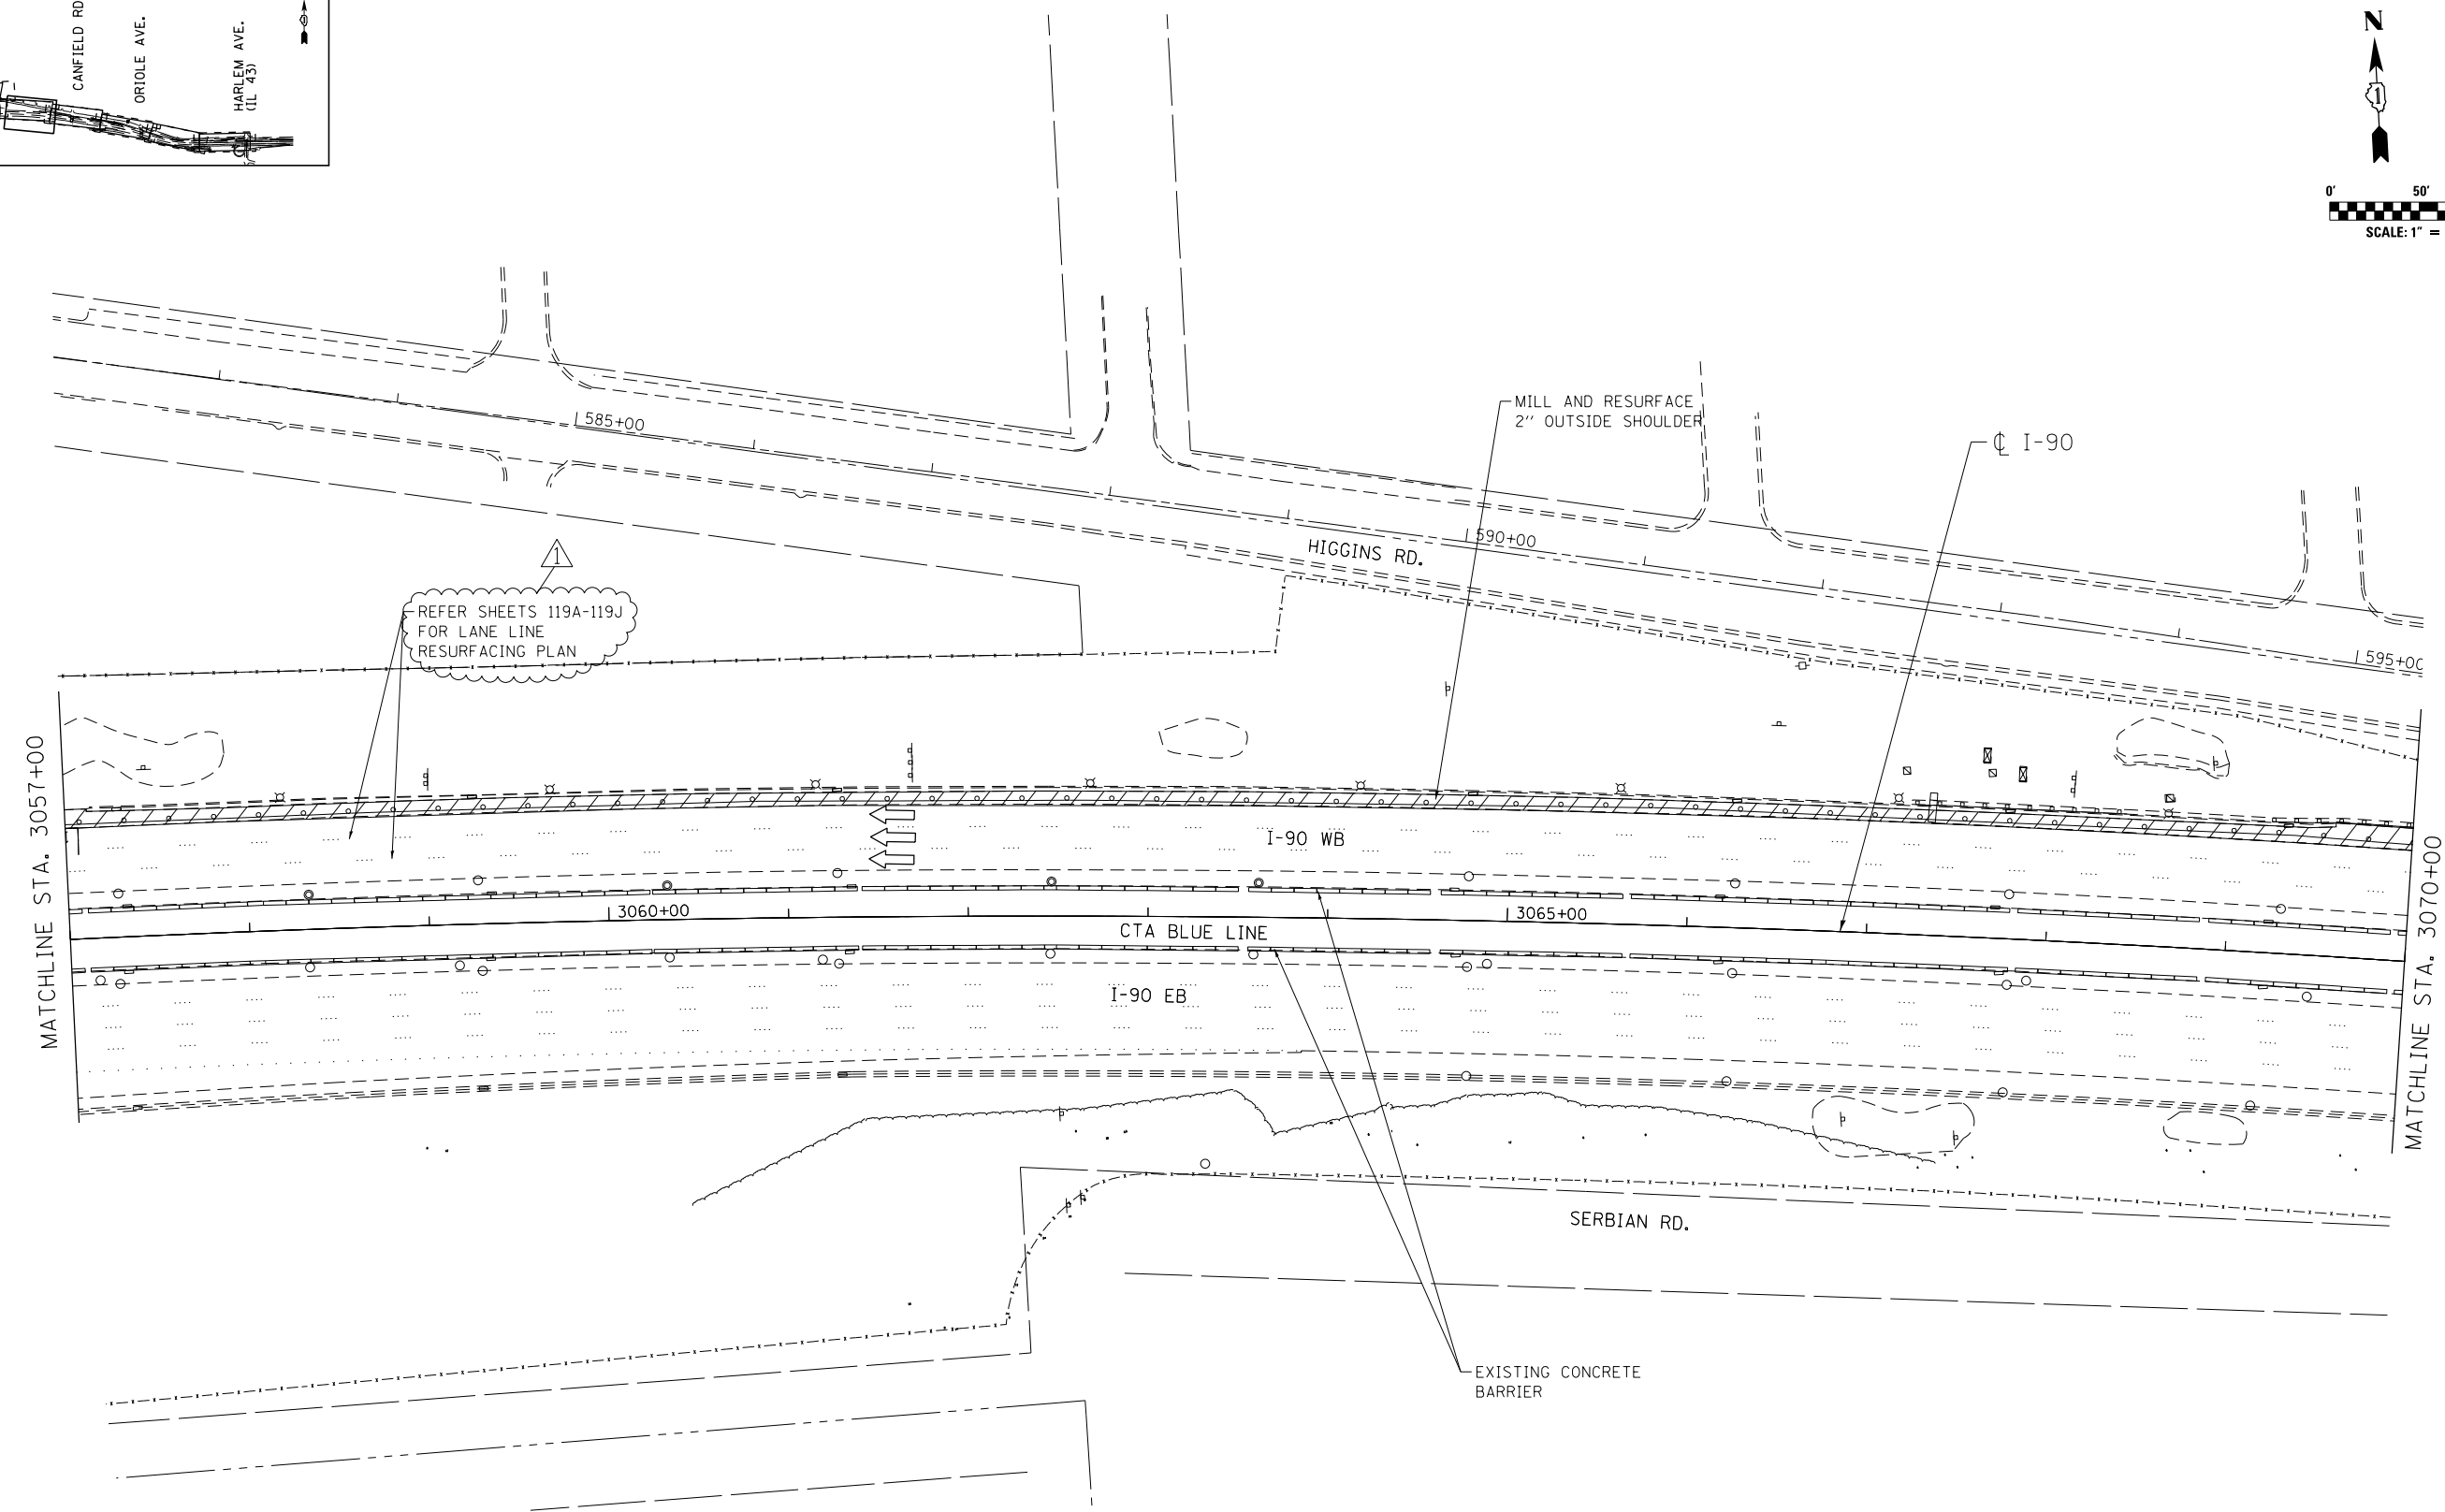 CANFIELD RD
ORIOLE AVE.
HARLEM AVE.
(IL 43)
N
1
0' 50'
SCALE: 1" =
585+00
MILL AND RESURFACE
2" OUTSIDE SHOULDER
℄ I-90
590+00
HIGGINS RD.
595+00
1
REFER SHEETS 119A-119J
FOR LANE LINE
RESURFACING PLAN
MATCHLINE STA. 3057+00
I-90 WB
3060+00
3065+00
CTA BLUE LINE
I-90 EB
MATCHLINE STA. 3070+00
SERBIAN RD.
EXISTING CONCRETE
BARRIER